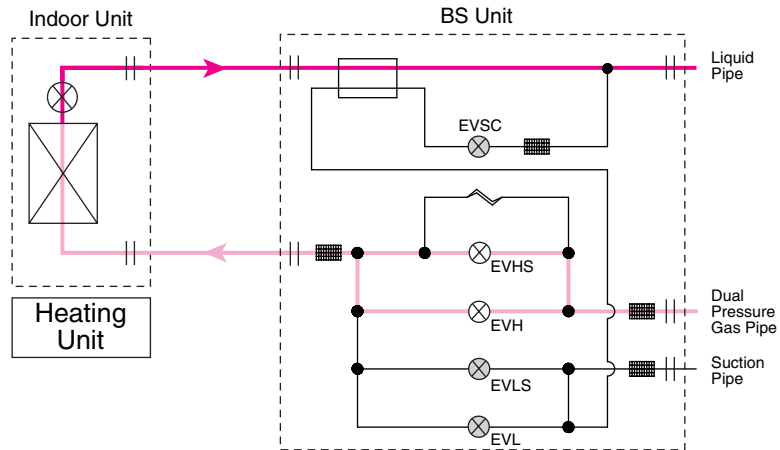 Indoor Unit
BS Unit
Liquid
Pipe
EVSC
EVHS
Heating
Unit
EVH
Dual
Pressure
Gas Pipe
EVLS
Suction
Pipe
EVL